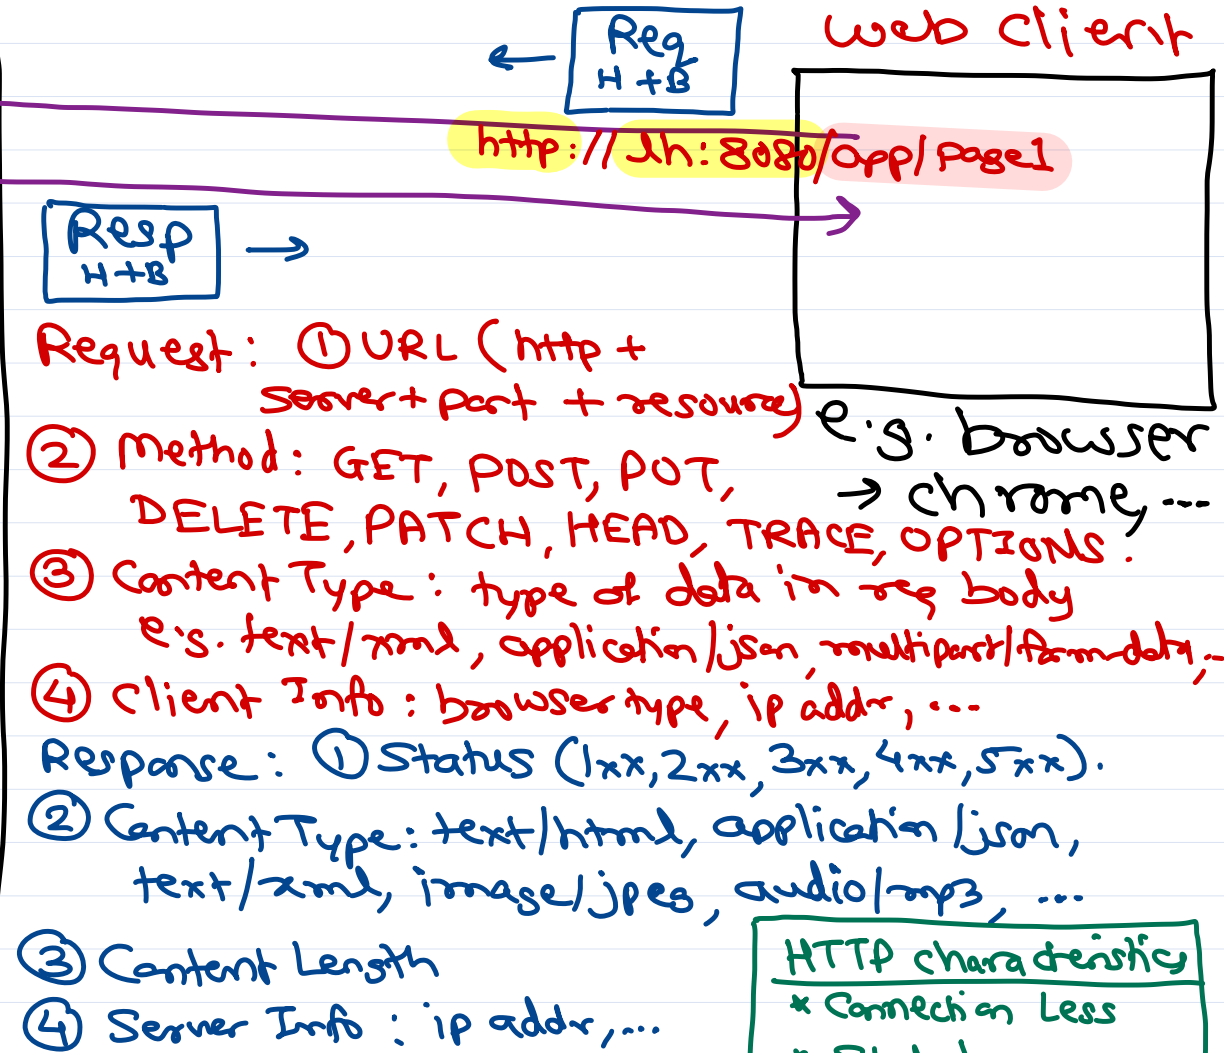 Web Client
Req
H + B
http://lh:8080/app/page1
Resp
H+B
Request: ① URL (http +
server + port + resource)
e.g. browser
→ chrome, ...
② Method: GET, POST, PUT,
DELETE, PATCH, HEAD, TRACE, OPTIONS.
③ Content Type: type of data in req body
e.g. text/xml, application/json, multipart/form-data, ...
④ Client Info: browser type, ip addr, ...
Response: ① Status (1xx, 2xx, 3xx, 4xx, 5xx).
② Content Type: text/html, application/json,
text/xml, image/jpeg, audio/mp3, ...
③ Content Length
④ Server Info: ip addr, ...
HTTP characteristics
* Connection Less